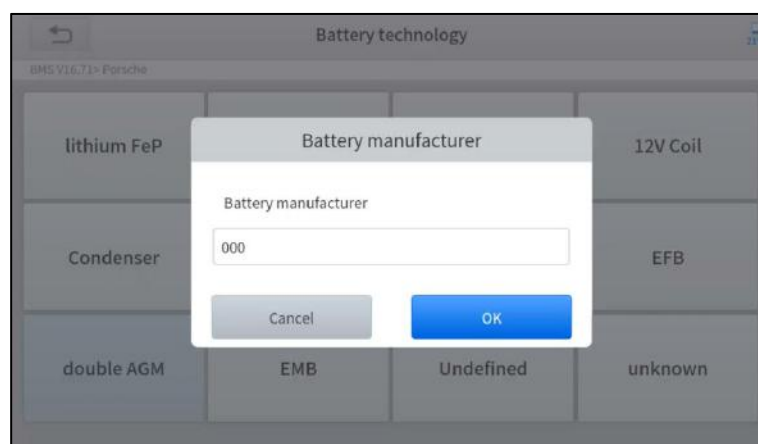 Battery technology
BMS V16.71> Porsche
lithium FeP
12V Coil
Battery manufacturer
Battery manufacturer
000
Condenser
EFB
Cancel
OK
double AGM
EMB
Undefined
unknown